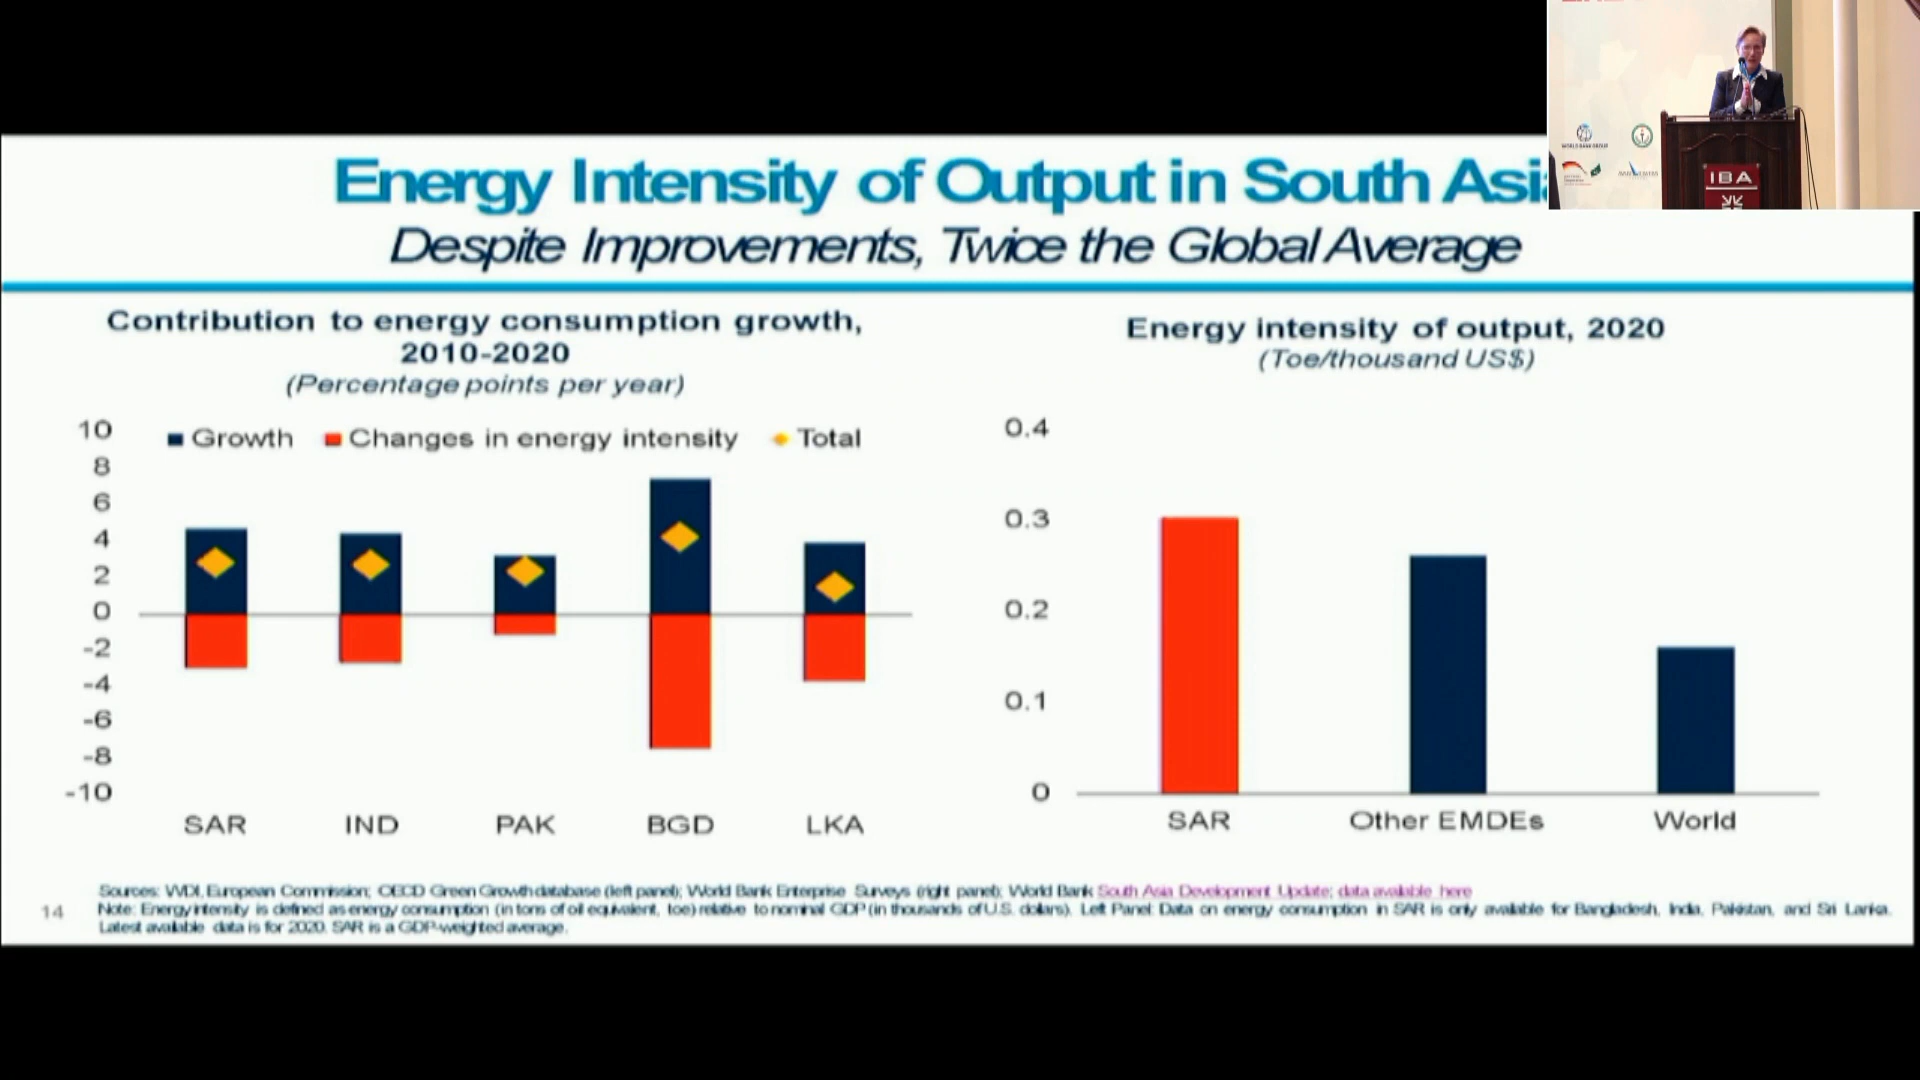 Energy Intensity of Output in South Asi
Despite Improvements, Twice the Global Average
Contribution to energy consumption growth,
2010-2020
(Percentage points per year)
10
8
6
4
2
0
-2
-4
-6
-8
-10
Growth
Changes in energy intensity
Total
SAR
IND
PAK
BGD
LKA
Energy intensity of output, 2020
(Toe/thousand US$)
0.4
0.3
0.2
0.1
0
SAR
Other EMDEs
World
Sources: WDI, European Commission; OECD Green Growth database (left panel); World Bank Enterprise Surveys (right panel); World Bank South Asia Development Update; data available here
Note: Energy intensity is defined as energy consumption (in tons of oil equivalent, toe) relative to nominal GDP (in thousands of U.S. dollars). Left Panel: Data on energy consumption in SAR is only available for Bangladesh, India, Pakistan, and Sri Lanka.
Latest available data is for 2020. SAR is a GDP-weighted average.
14
WORLD BANK GROUP
IBA